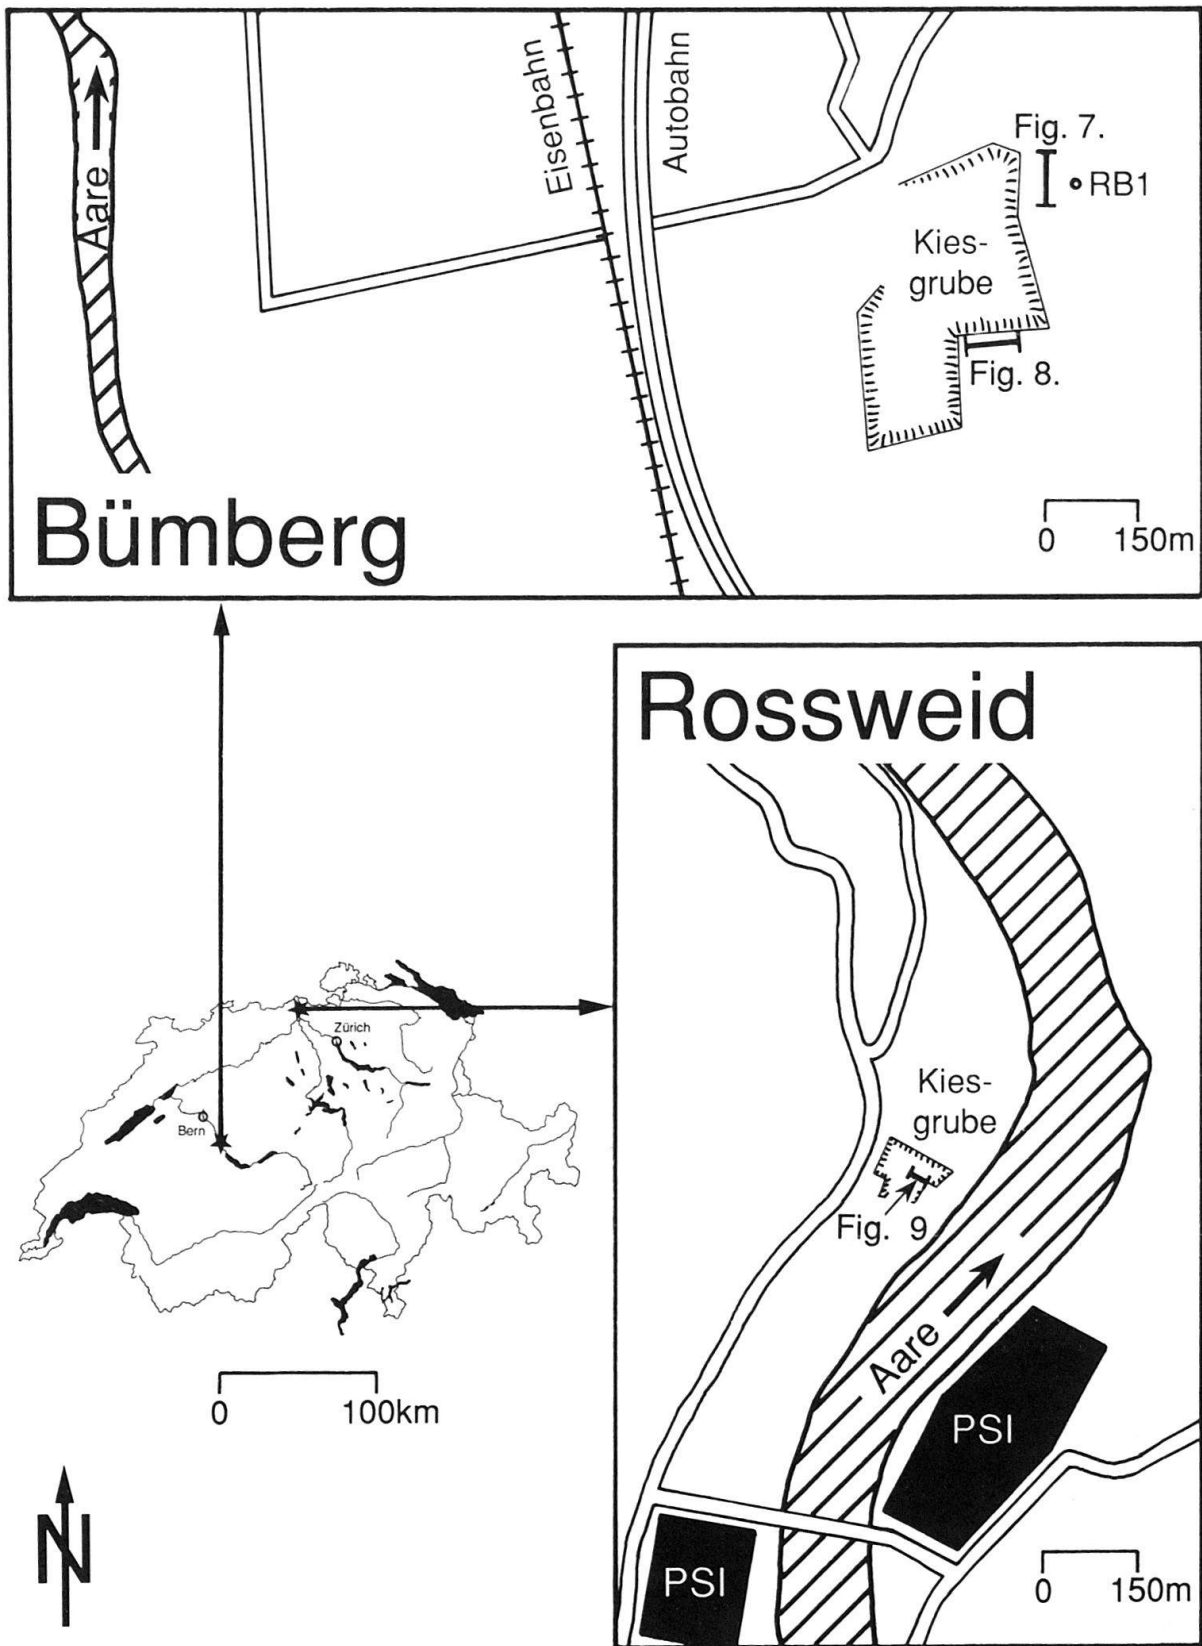 Aare
Eisenbahn
Autobahn
Fig. 7.
RB1
Kies-
grube
Fig. 8.
0 150m
Bümberg
Rossweid
Zürich
Bern
0 100km
N
Kies-
grube
Fig. 9
Aare
PSI
PSI
0 150m